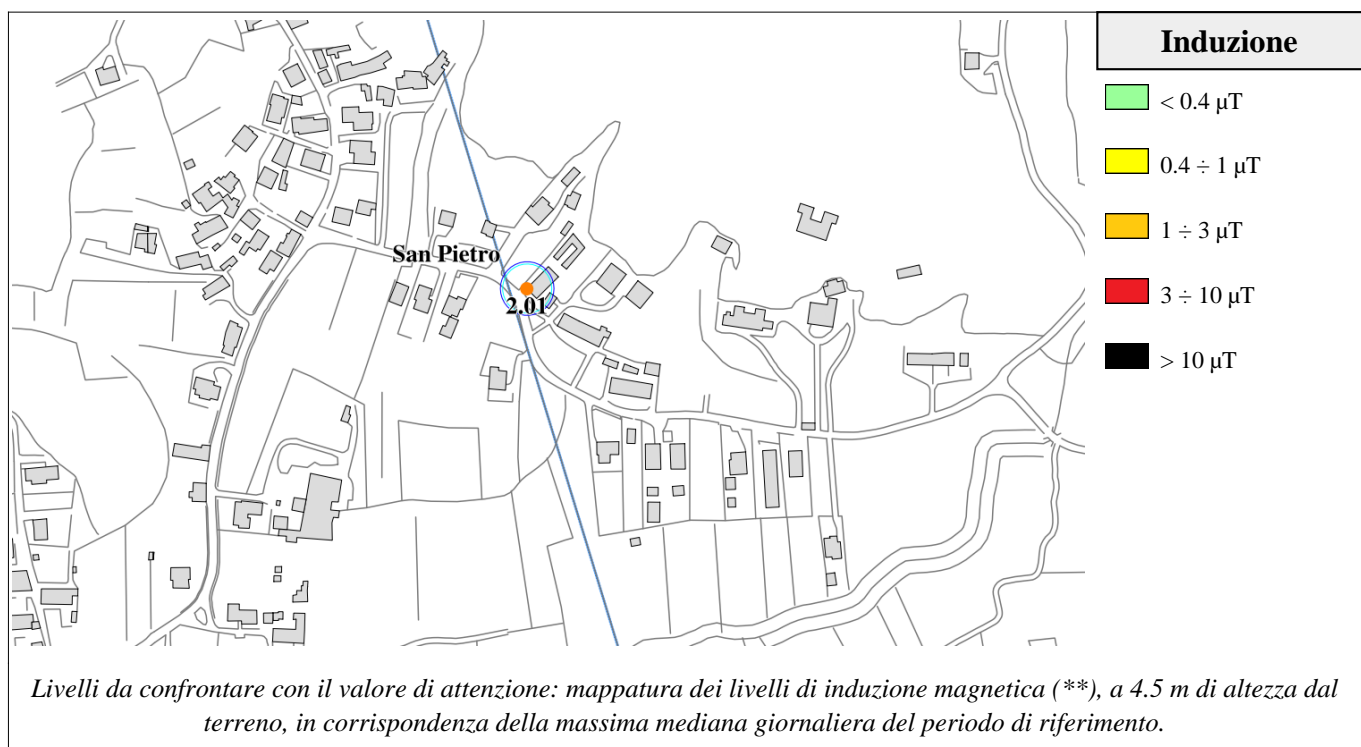 Induzione
< 0.4 µT
0.4 ÷ 1 µT
1 ÷ 3 µT
3 ÷ 10 µT
> 10 µT
San Pietro
2.01
Livelli da confrontare con il valore di attenzione: mappatura dei livelli di induzione magnetica (**), a 4.5 m di altezza dal
terreno, in corrispondenza della massima mediana giornaliera del periodo di riferimento.